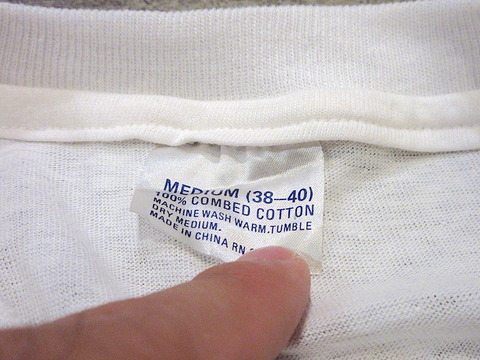 MEDIUM (38—40)
100% COMBED COTTON
MACHINE WASH WARM.TUMBLE
DRY MEDIUM.
MADE IN CHINA RN